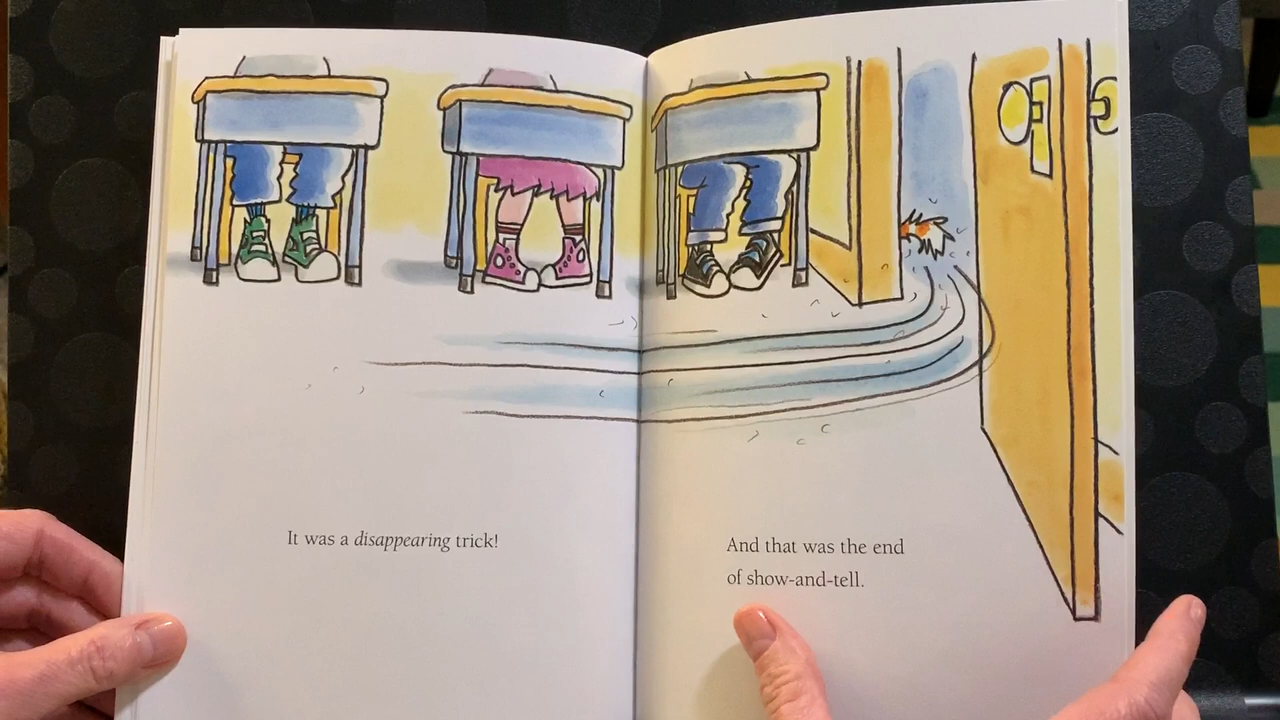 It was a disappearing trick!
And that was the end
of show-and-tell.